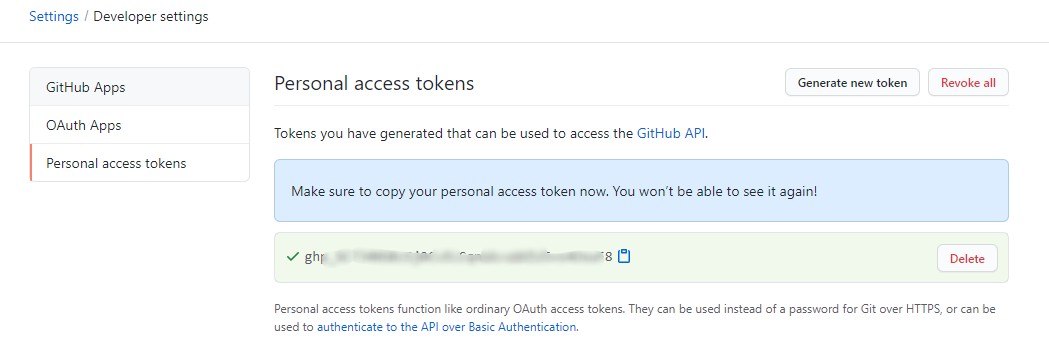 Settings / Developer settings
GitHub Apps
OAuth Apps
Personal access tokens
Personal access tokens
Generate new token
Revoke all
Tokens you have generated that can be used to access the GitHub API.
Make sure to copy your personal access token now. You won't be able to see it again!
Delete
Personal access tokens function like ordinary OAuth access tokens. They can be used instead of a password for Git over HTTPS, or can be
used to authenticate to the API over Basic Authentication.